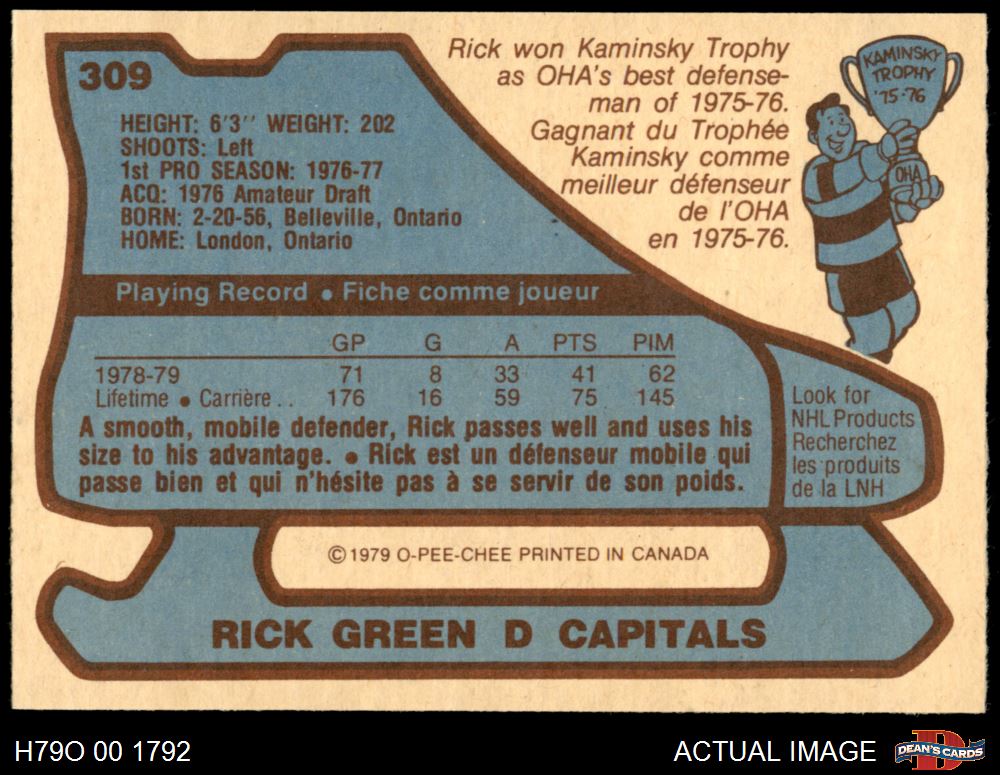 309
HEIGHT: 6'3" WEIGHT: 202
SHOOTS: Left
1st PRO SEASON: 1976-77
ACQ: 1976 Amateur Draft
BORN: 2-20-56, Belleville, Ontario
HOME: London, Ontario
Rick won Kaminsky Trophy
as OHA's best defense-
man of 1975-76.
Gagnant du Trophée
Kaminsky comme
meilleur défenseur
de l'OHA
en 1975-76.
KAMINSKY
TROPHY
'75-76
OHA
Playing Record • Fiche comme joueur
GP G A PTS PIM
1978-79 71 8 33 41 62
Lifetime • Carrière . . 176 16 59 75 145
A smooth, mobile defender, Rick passes well and uses his
size to his advantage. • Rick est un défenseur mobile qui
passe bien et qui n'hésite pas à se servir de son poids.
Look for
NHL Products
Recherchez
les produits
de la LNH
© 1979 O-PEE-CHEE PRINTED IN CANADA
RICK GREEN D CAPITALS
H79O 00 1792
ACTUAL IMAGE
D
DEAN'S CARDS